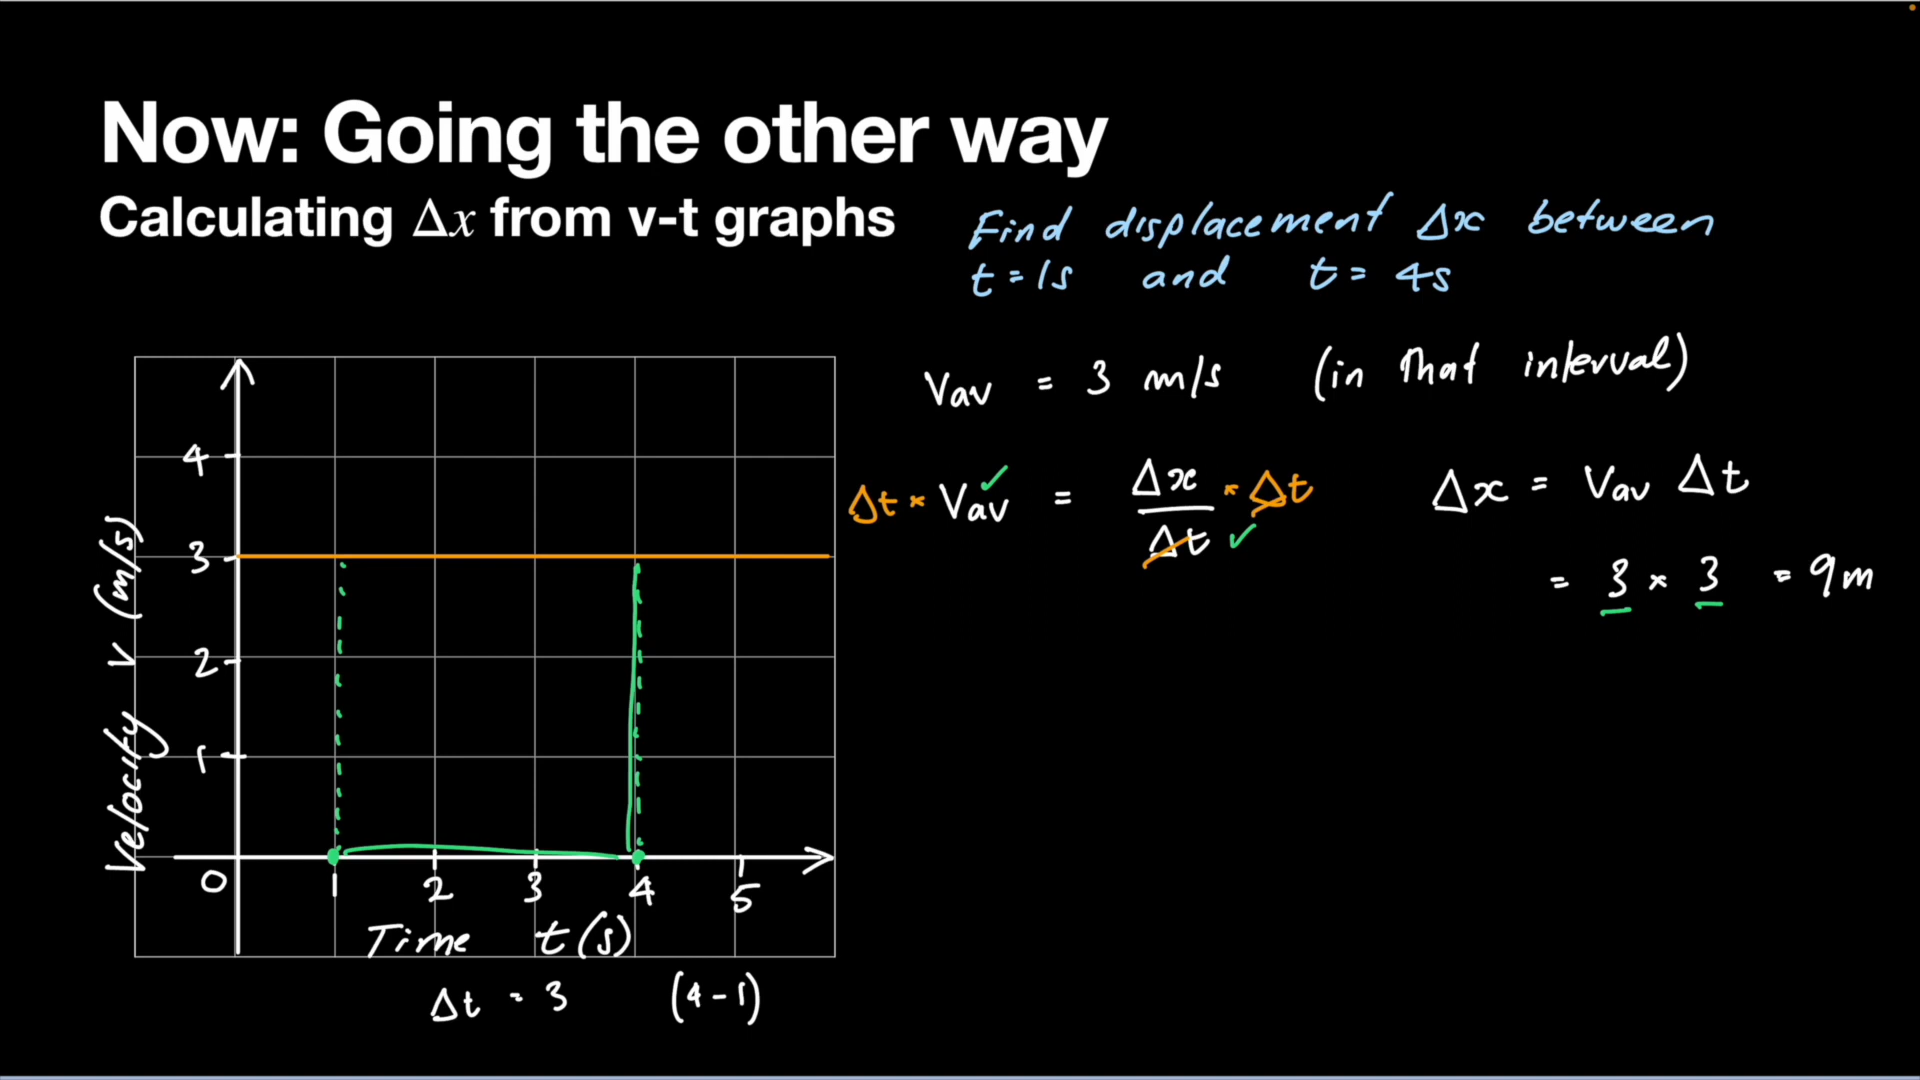 Now: Going the other way
Calculating Δx from v-t graphs
Find displacement Δx between
t = 1s and t = 4s
Vav = 3 m/s (in that interval)
Δt × Vav ✓ = Δx/Δt × Δt ✓
Δx = Vav Δt
= 3 × 3 = 9m
Velocity v (m/s)
4
3
2
1
0 1 2 3 4 5
Time t (s)
Δt = 3 (4-1)